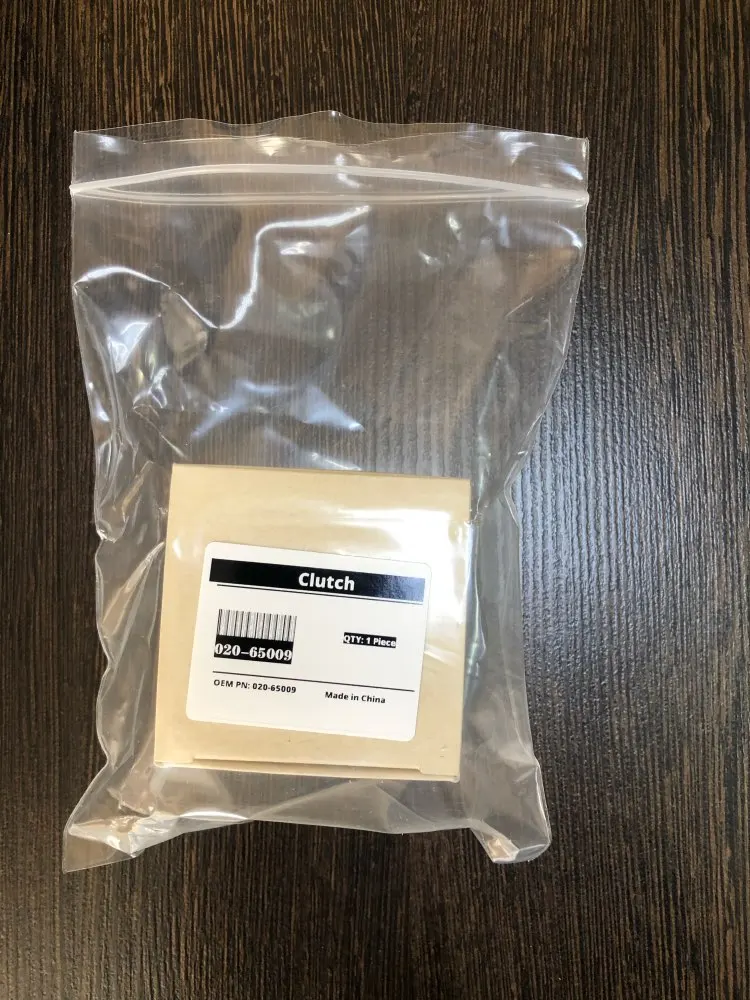 Clutch
020-65009
QTY: 1 Piece
OEM PN: 020-65009
Made in China